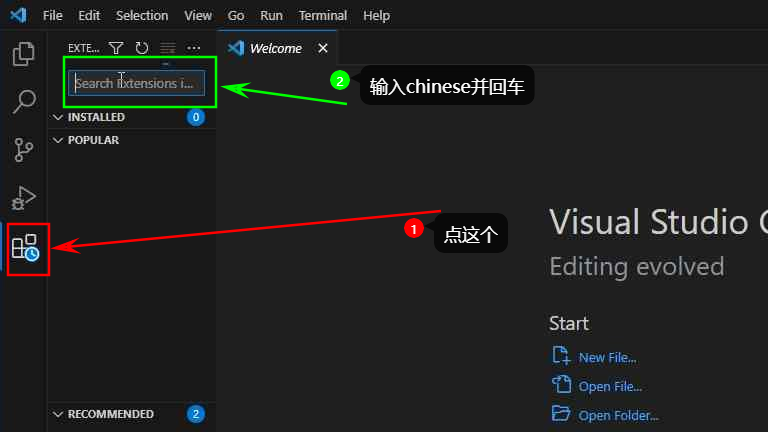 File Edit Selection View Go Run Terminal Help
EXTE... Welcome
Search Extensions i...
2 输入chinese并回车
INSTALLED 0
POPULAR
1 点这个
Visual Studio
Editing evolved
Start
New File...
Open File...
Open Folder...
RECOMMENDED 2